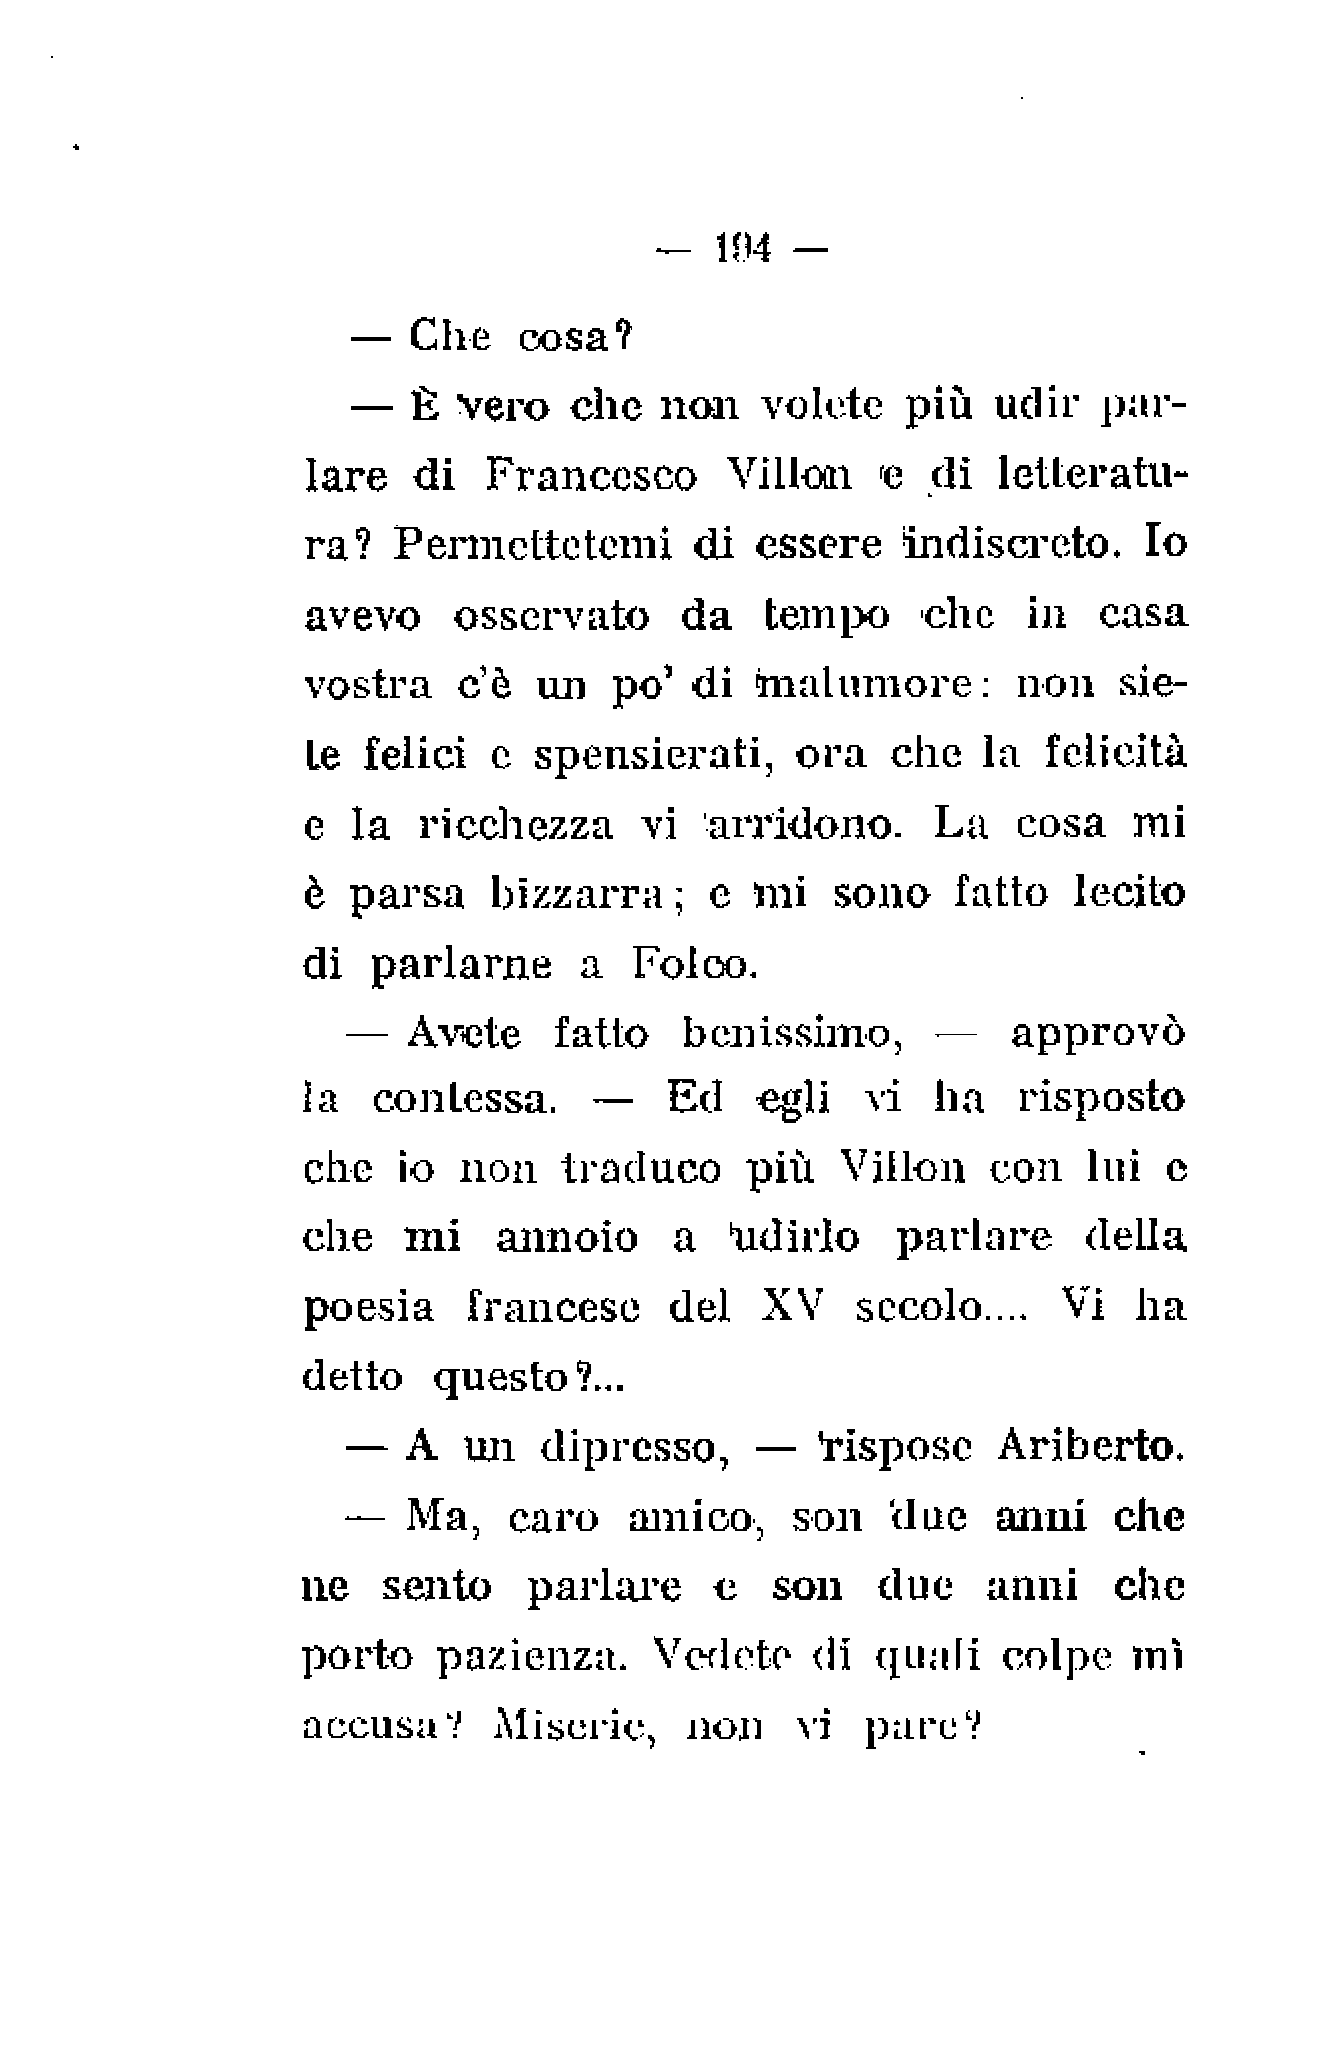 — 194 —
— Che cosa?
— È vero che non volete più udir par-
lare di Francesco Villon e di letteratu-
ra? Permettetemi di essere indiscreto. Io
avevo osservato da tempo che in casa
vostra c'è un po' di malumore: non sie-
te felici e spensierati, ora che la felicità
e la ricchezza vi arridono. La cosa mi
è parsa bizzarra; e mi sono fatto lecito
di parlarne a Folco.
— Avete fatto benissimo, — approvò
la contessa. — Ed egli vi ha risposto
che io non traduco più Villon con lui e
che mi annoio a udirlo parlare della
poesia francese del XV secolo.... Vi ha
detto questo?...
— A un dipresso, — rispose Ariberto.
— Ma, caro amico, son due anni che
ne sento parlare e son due anni che
porto pazienza. Vedete di quali colpe mi
accusa? Miserie, non vi pare?